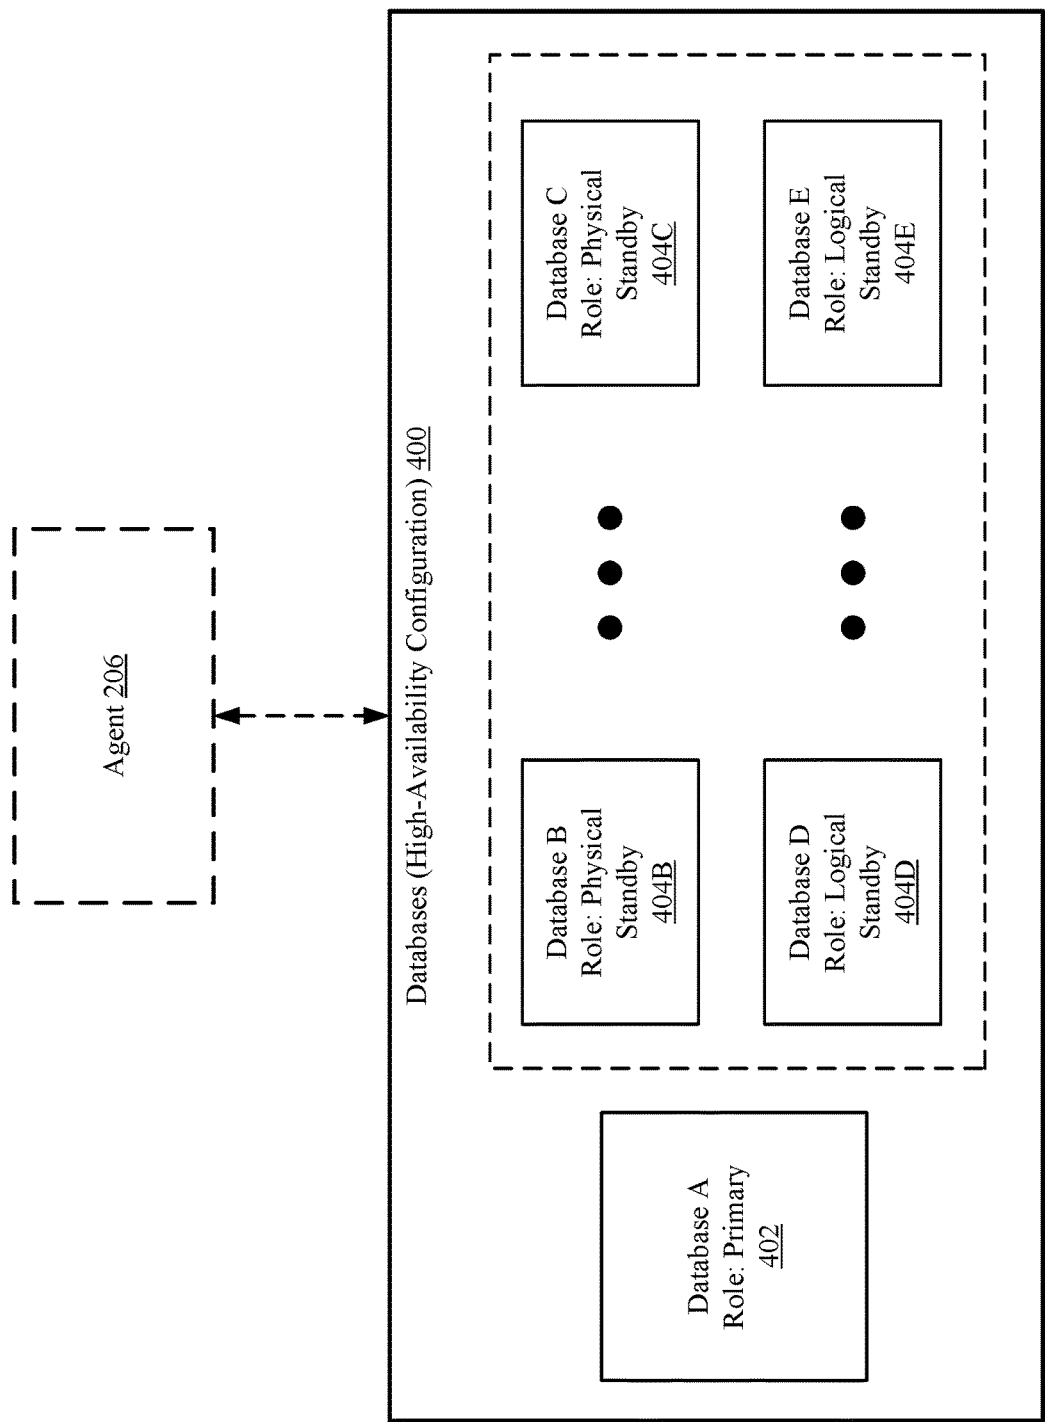 Agent 206
Databases (High-Availability Configuration) 400
Database A
Role: Primary
402
Database B
Role: Physical
Standby
404B
Database C
Role: Physical
Standby
404C
Database D
Role: Logical
Standby
404D
Database E
Role: Logical
Standby
404E